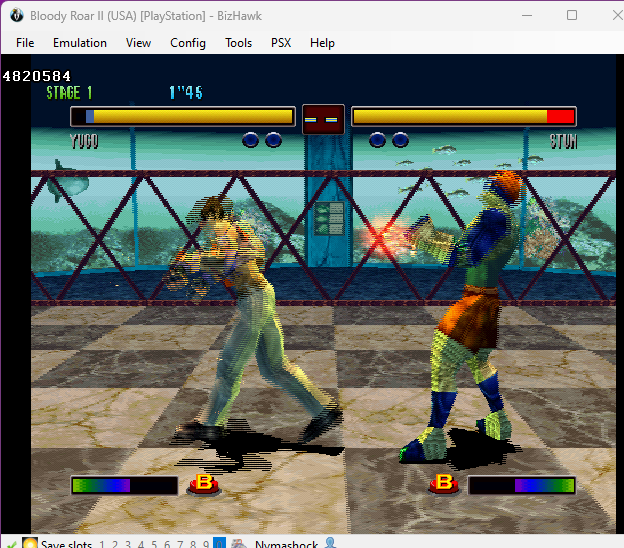 Bloody Roar II (USA) [PlayStation] - BizHawk
File Emulation View Config Tools PSX Help
4820584
STAGE 1 1"45
YUGO STUN
B B
Save slots 1 2 3 4 5 6 7 8 9 0 Nymashock